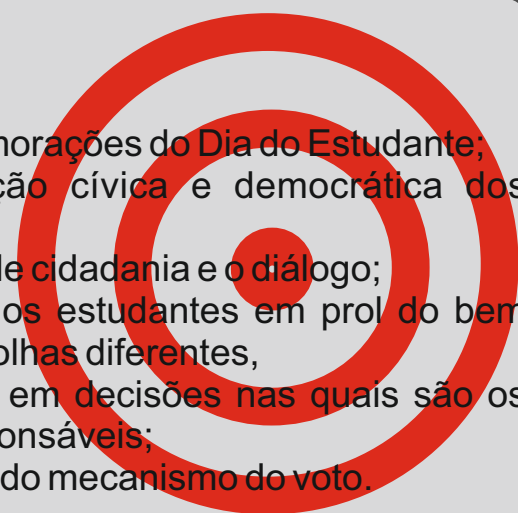 morações do Dia do Estudante;
ção cívica e democrática dos
de cidadania e o diálogo;
os estudantes em prol do bem
olhas diferentes,
em decisões nas quais são os
onsáveis;
do mecanismo do voto.